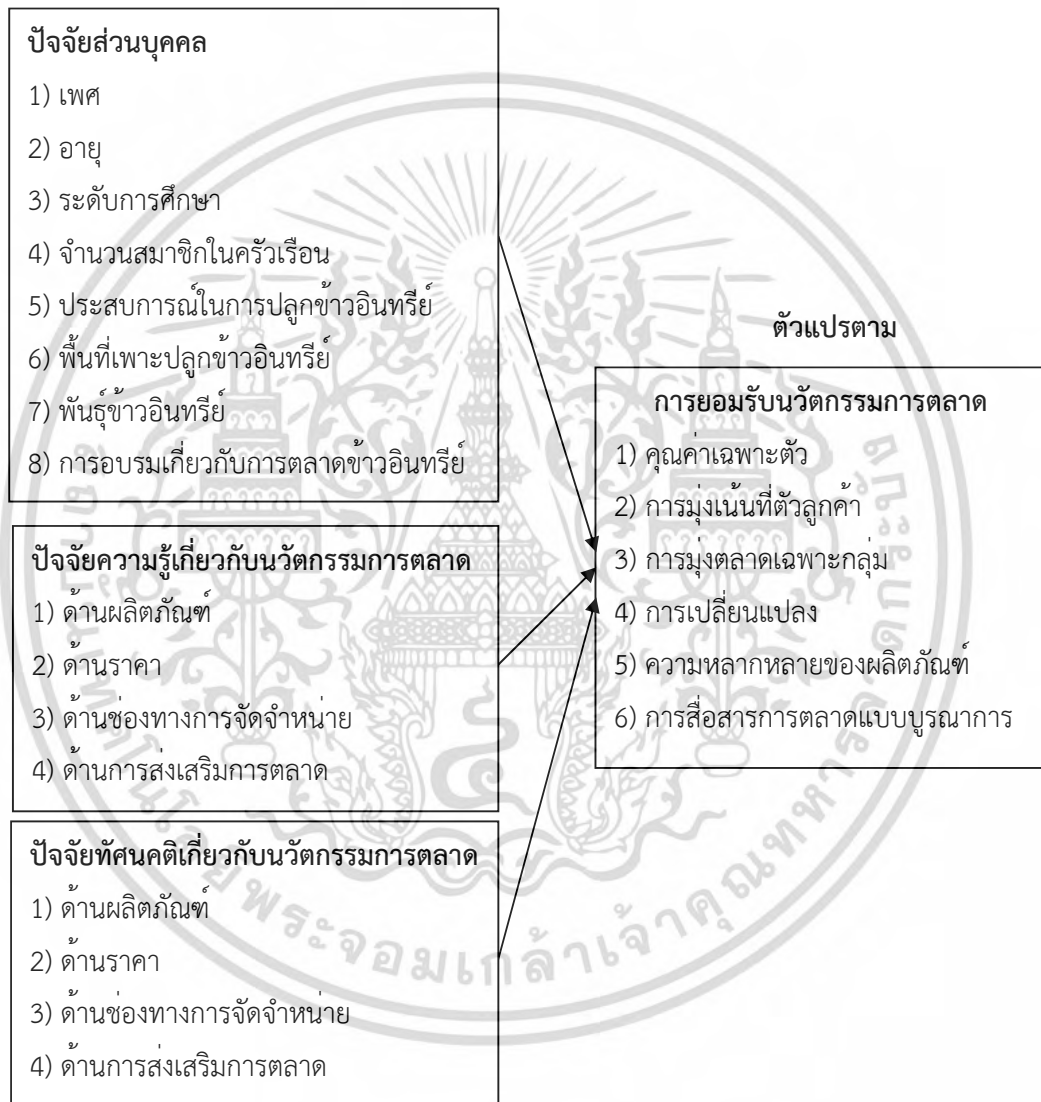 ปัจจัยส่วนบุคคล
1) เพศ
2) อายุ
3) ระดับการศึกษา
4) จำนวนสมาชิกในครัวเรือน
5) ประสบการณ์ในการปลูกข้าวอินทรีย์
6) พื้นที่เพาะปลูกข้าวอินทรีย์
7) พันธุ์ข้าวอินทรีย์
8) การอบรมเกี่ยวกับการตลาดข้าวอินทรีย์
ปัจจัยความรู้เกี่ยวกับนวัตกรรมการตลาด
1) ด้านผลิตภัณฑ์
2) ด้านราคา
3) ด้านช่องทางการจัดจำหน่าย
4) ด้านการส่งเสริมการตลาด
ปัจจัยทัศนคติเกี่ยวกับนวัตกรรมการตลาด
1) ด้านผลิตภัณฑ์
2) ด้านราคา
3) ด้านช่องทางการจัดจำหน่าย
4) ด้านการส่งเสริมการตลาด
ตัวแปรตาม
การยอมรับนวัตกรรมการตลาด
1) คุณค่าเฉพาะตัว
2) การมุ่งเน้นที่ตัวลูกค้า
3) การมุ่งตลาดเฉพาะกลุ่ม
4) การเปลี่ยนแปลง
5) ความหลากหลายของผลิตภัณฑ์
6) การสื่อสารการตลาดแบบบูรณาการ
พระจอมเกล้าเจ้าคุณทหาร